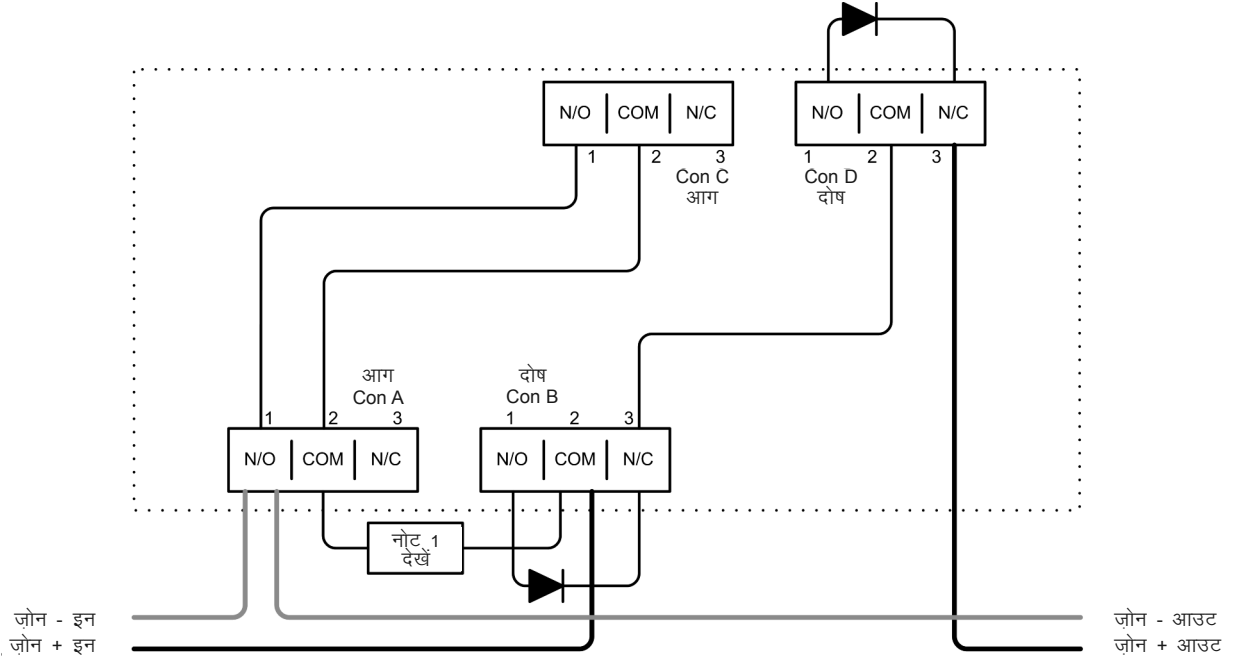 N/O COM N/C
1 2 3
Con C
आग
N/O COM N/C
1 2 3
Con D
दोष
आग
Con A
1 2 3
N/O COM N/C
दोष
Con B
1 2 3
N/O COM N/C
नोट 1
देखें
ज़ोन - इन
ज़ोन + इन
ज़ोन - आउट
ज़ोन + आउट